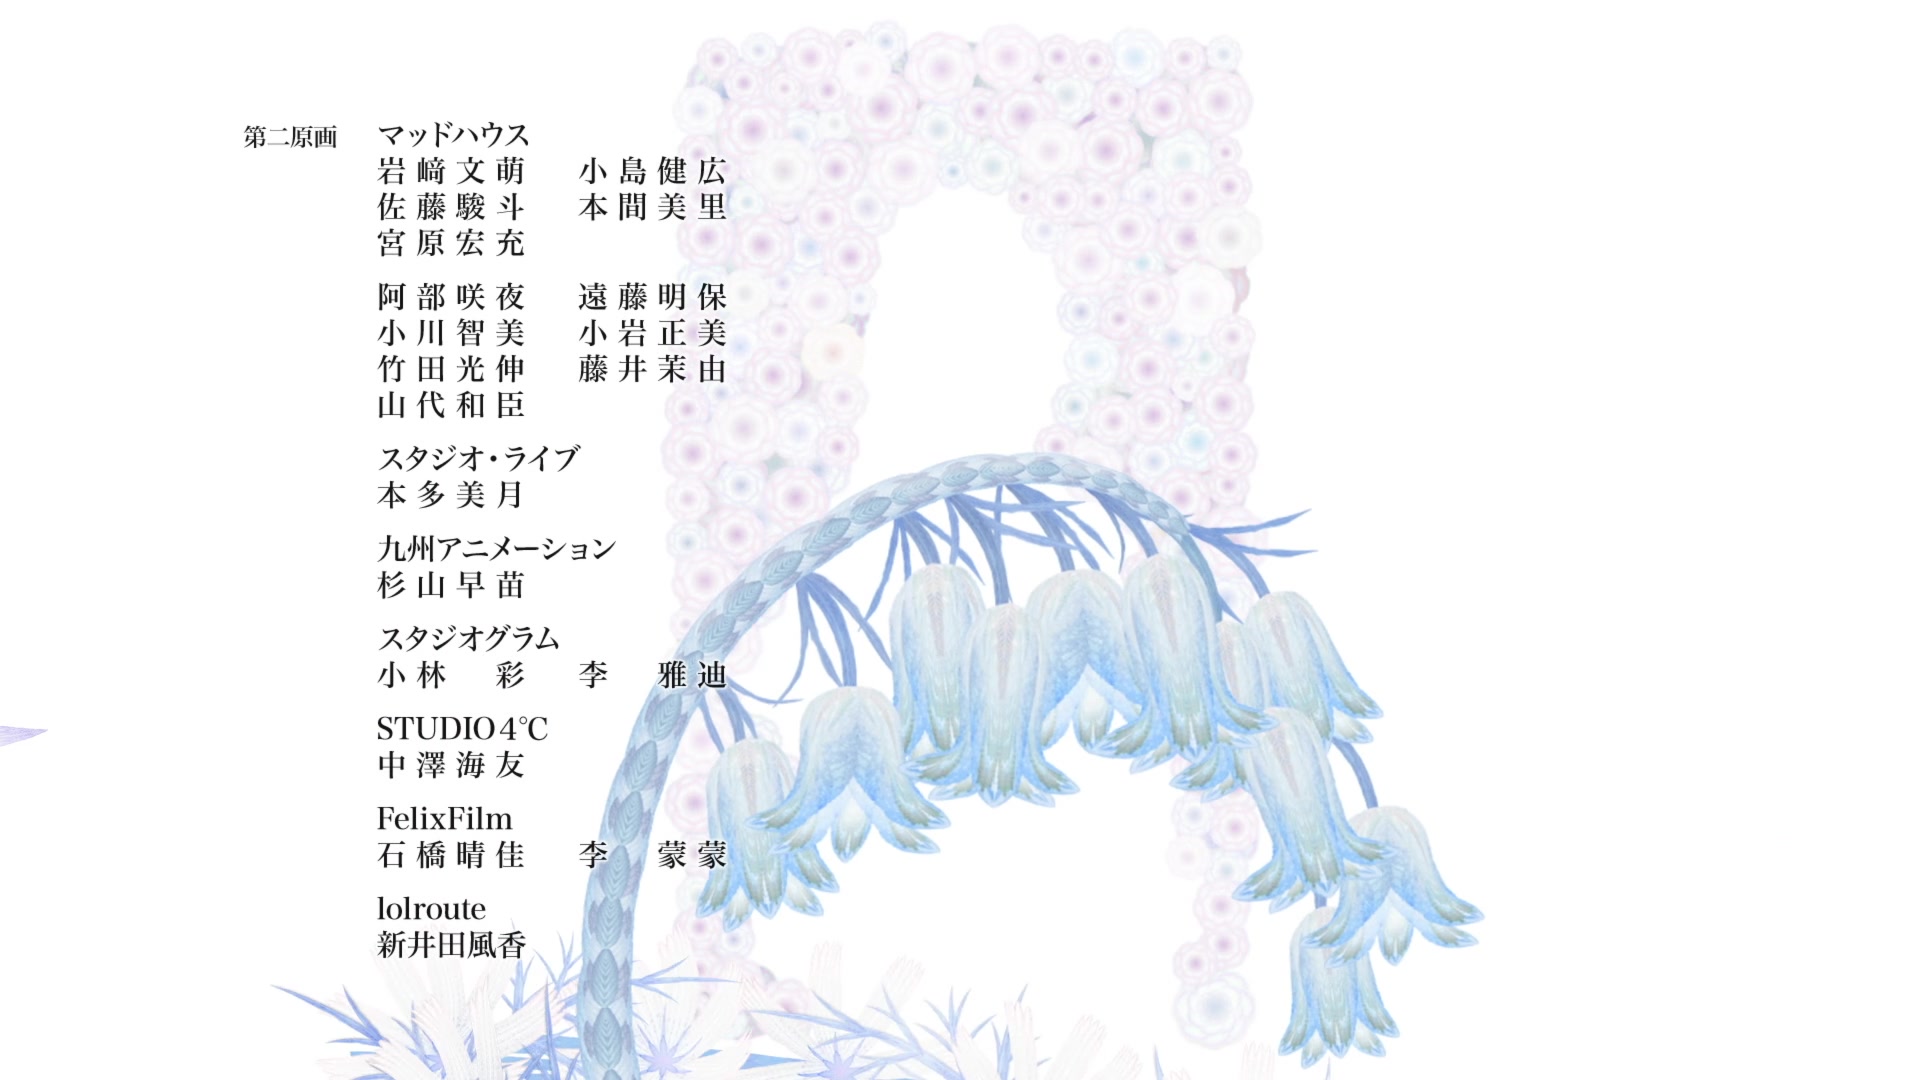 第二原画 マッドハウス
岩﨑文萌 小島健広
佐藤駿斗 本間美里
宮原宏充
阿部咲夜 遠藤明保
小川智美 小岩正美
竹田光伸 藤井茉由
山代和臣
スタジオ・ライブ
本多美月
九州アニメーション
杉山早苗
スタジオグラム
小林 彩 李 雅迪
STUDIO4℃
中澤海友
FelixFilm
石橋晴佳 李 蒙蒙
lolroute
新井田風香